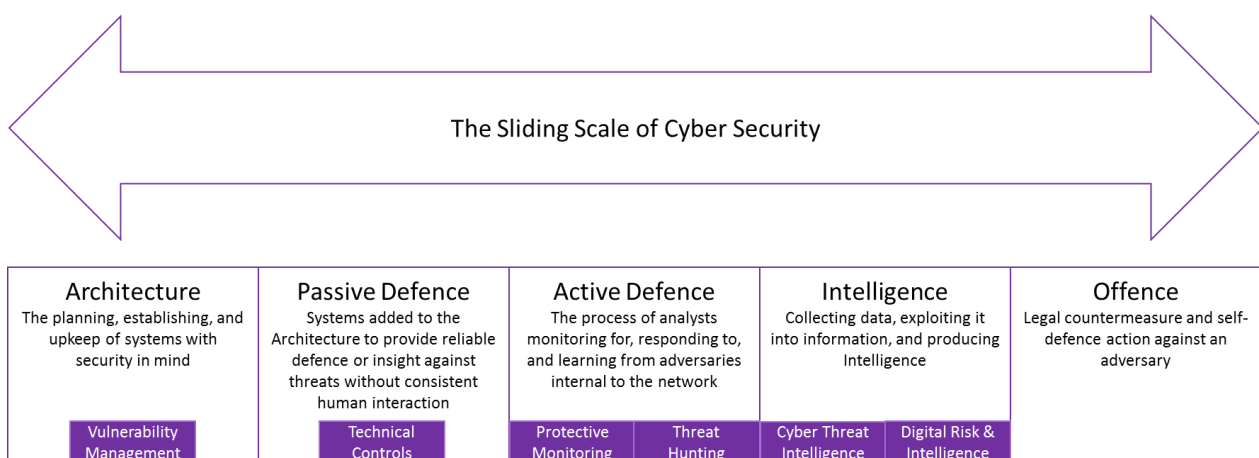 The Sliding Scale of Cyber Security
Architecture
The planning, establishing, and
upkeep of systems with
security in mind
Vulnerability
Management
Passive Defence
Systems added to the
Architecture to provide reliable
defence or insight against
threats without consistent
human interaction
Technical
Controls
Active Defence
The process of analysts
monitoring for, responding to,
and learning from adversaries
internal to the network
Protective
Monitoring
Threat
Hunting
Intelligence
Collecting data, exploiting it
into information, and producing
Intelligence
Cyber Threat
Intelligence
Digital Risk &
Intelligence
Offence
Legal countermeasure and self-
defence action against an
adversary